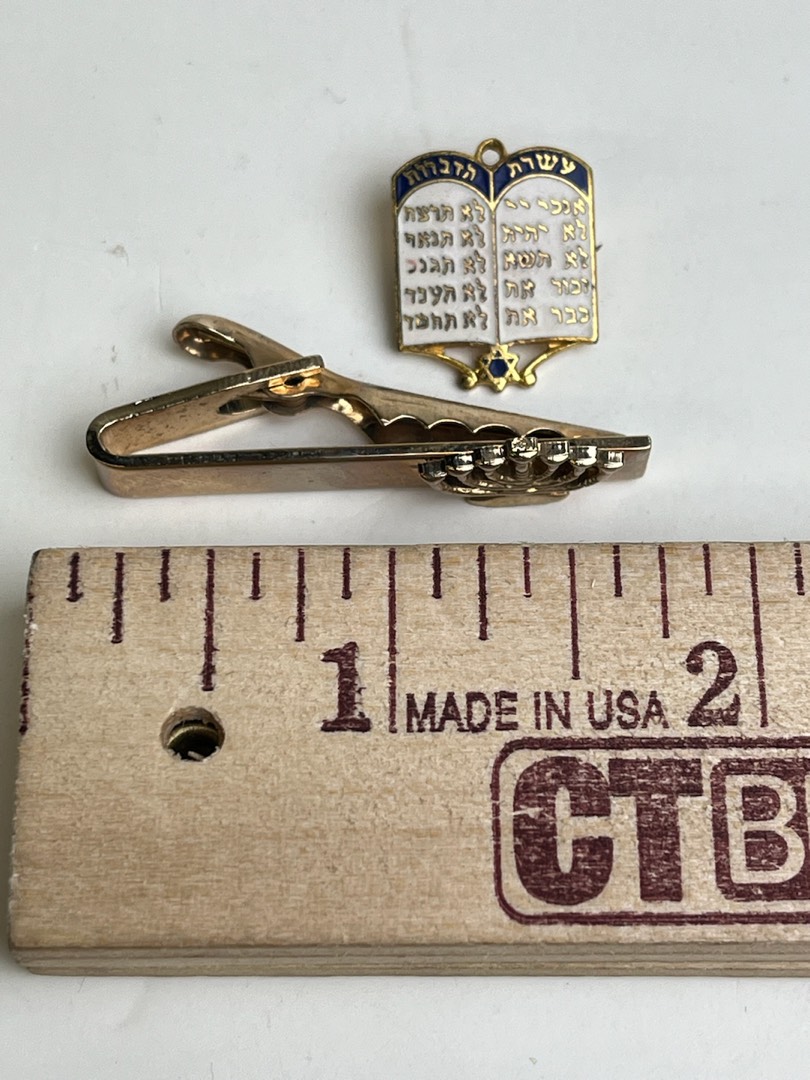 עשרת הדברות
אנכי יי
לא יהיה
לא תשא
זכור את
כבד את
לא תרצח
לא תנאף
לא תגנב
לא תענה
לא תחמד
1 MADE IN USA 2
CTB